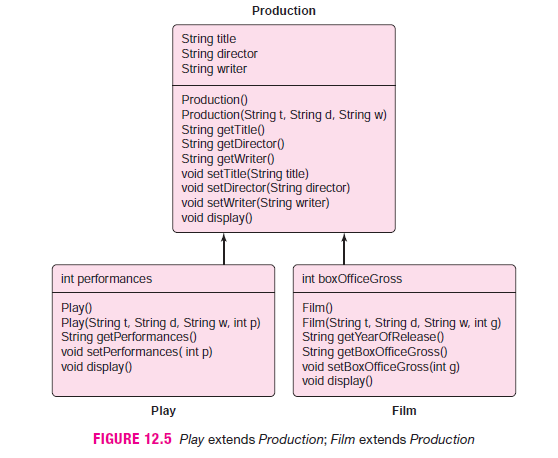 Production
String title
String director
String writer
Production()
Production(String t, String d, String w)
String getTitle()
String getDirector()
String getWriter()
void setTitle(String title)
void setDirector(String director)
void setWriter(String writer)
void display()
int performances
Play()
Play(String t, String d, String w, int p)
String getPerformances()
void setPerformances( int p)
void display()
Play
int boxOfficeGross
Film()
Film(String t, String d, String w, int g)
String getYearOfRelease()
String getBoxOfficeGross()
void setBoxOfficeGross(int g)
void display()
Film
FIGURE 12.5 Play extends Production; Film extends Production